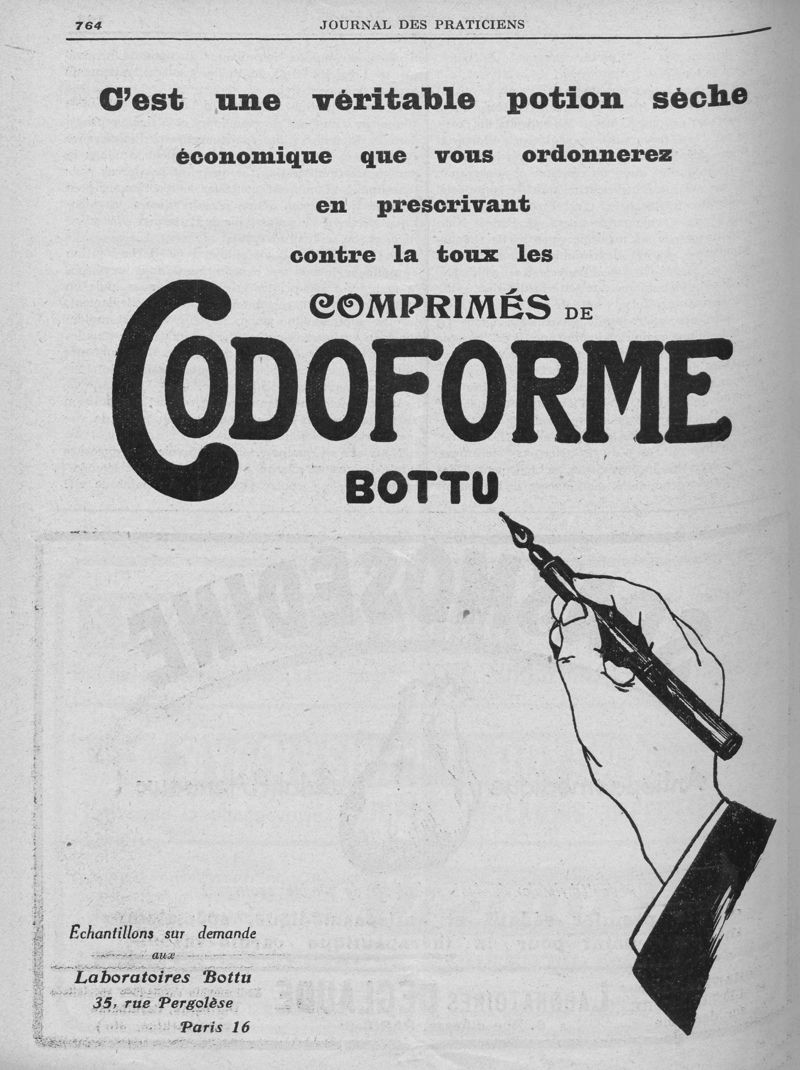 764
JOURNAL DES PRATICIENS
C'est une véritable potion sèche
économique que vous ordonnerez
en prescrivant
contre la toux les
COMPRIMÉS DE
CODOFORME
BOTTU
Echantillons sur demande
aux
Laboratoires Bottu
35, rue Pergolèse
Paris 16